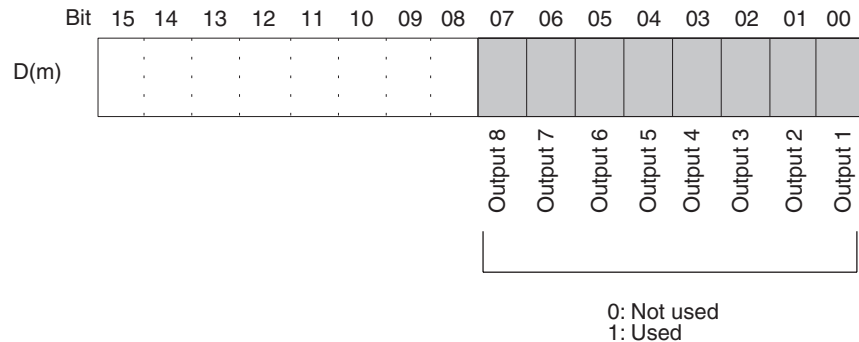 Bit 15 14 13 12 11 10 09 08 07 06 05 04 03 02 01 00
D(m)
Output 8
Output 7
Output 6
Output 5
Output 4
Output 3
Output 2
Output 1
0: Not used
1: Used